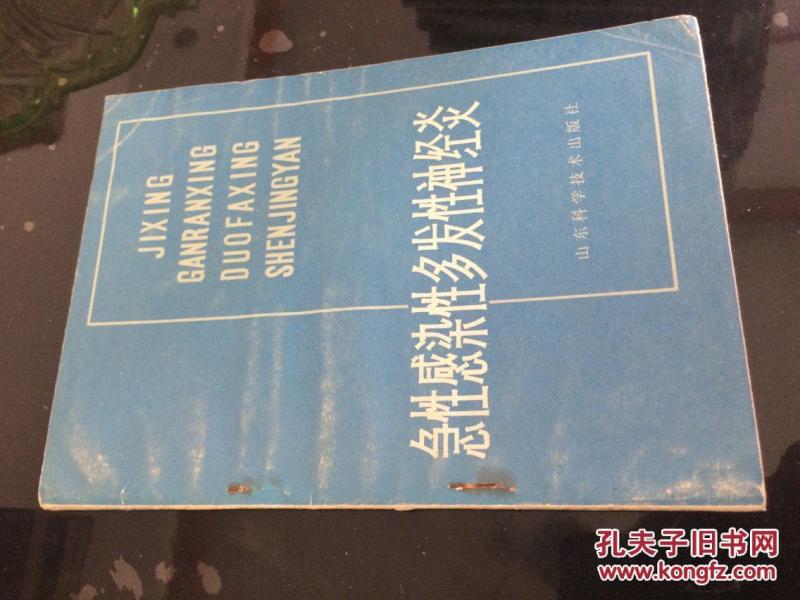 JIXING
GANRANXING
DUOFAXING
SHENJINGYAN
急性感染性多发性神经炎
山东科学技术出版社
孔夫子旧书网
www.kongfz.com